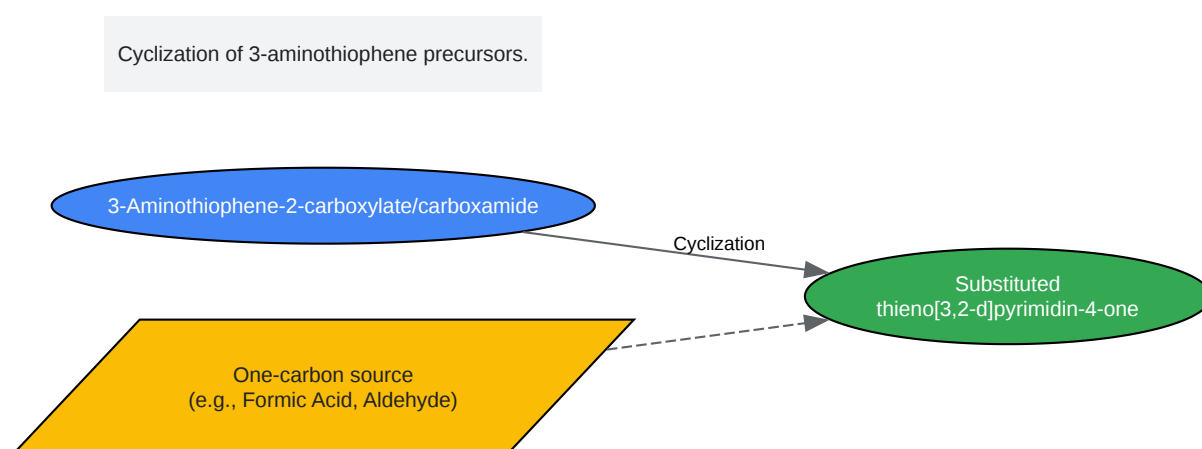 Cyclization of 3-aminothiophene precursors.
3-Aminothiophene-2-carboxylate/carboxamide
Cyclization
Substituted
thieno[3,2-d]pyrimidin-4-one
One-carbon source
(e.g., Formic Acid, Aldehyde)